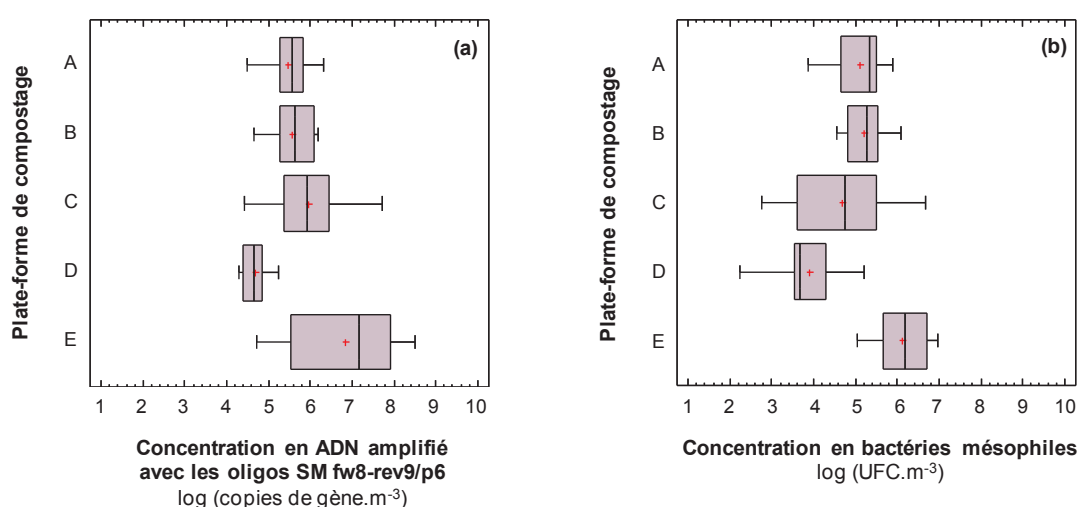 (a)
Plate-forme de compostage
A
B
C
D
E
1 2 3 4 5 6 7 8 9 10
Concentration en ADN amplifié
avec les oligos SM fw8-rev9/p6
log (copies de gène.m-3)
(b)
Plate-forme de compostage
A
B
C
D
E
1 2 3 4 5 6 7 8 9 10
Concentration en bactéries mésophiles
log (UFC.m-3)